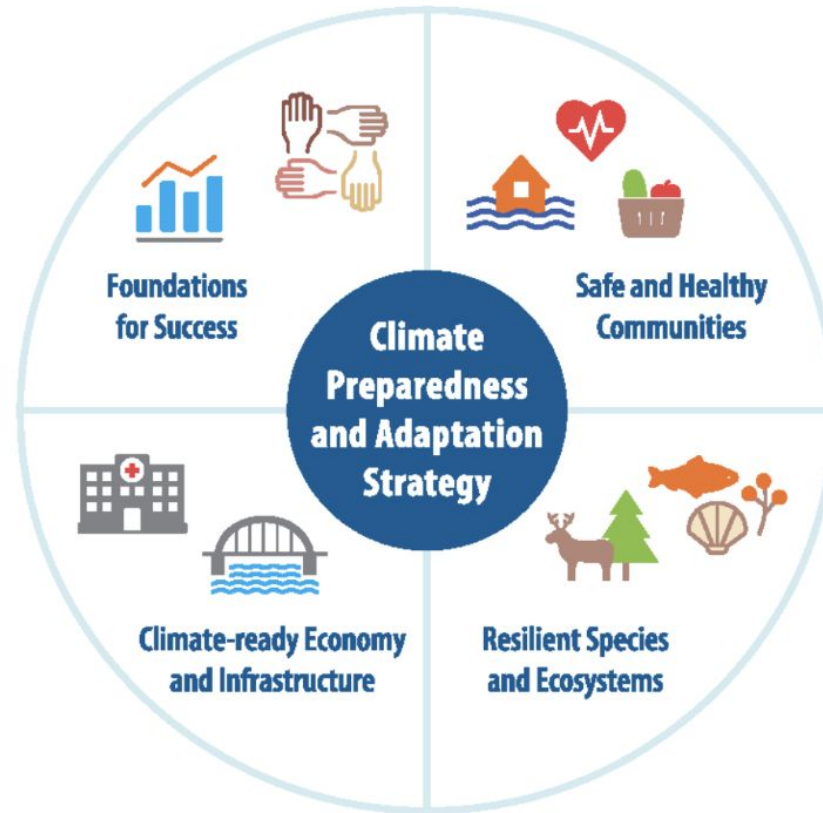 Foundations
for Success
Safe and Healthy
Communities
Climate
Preparedness
and Adaptation
Strategy
Climate-ready Economy
and Infrastructure
Resilient Species
and Ecosystems